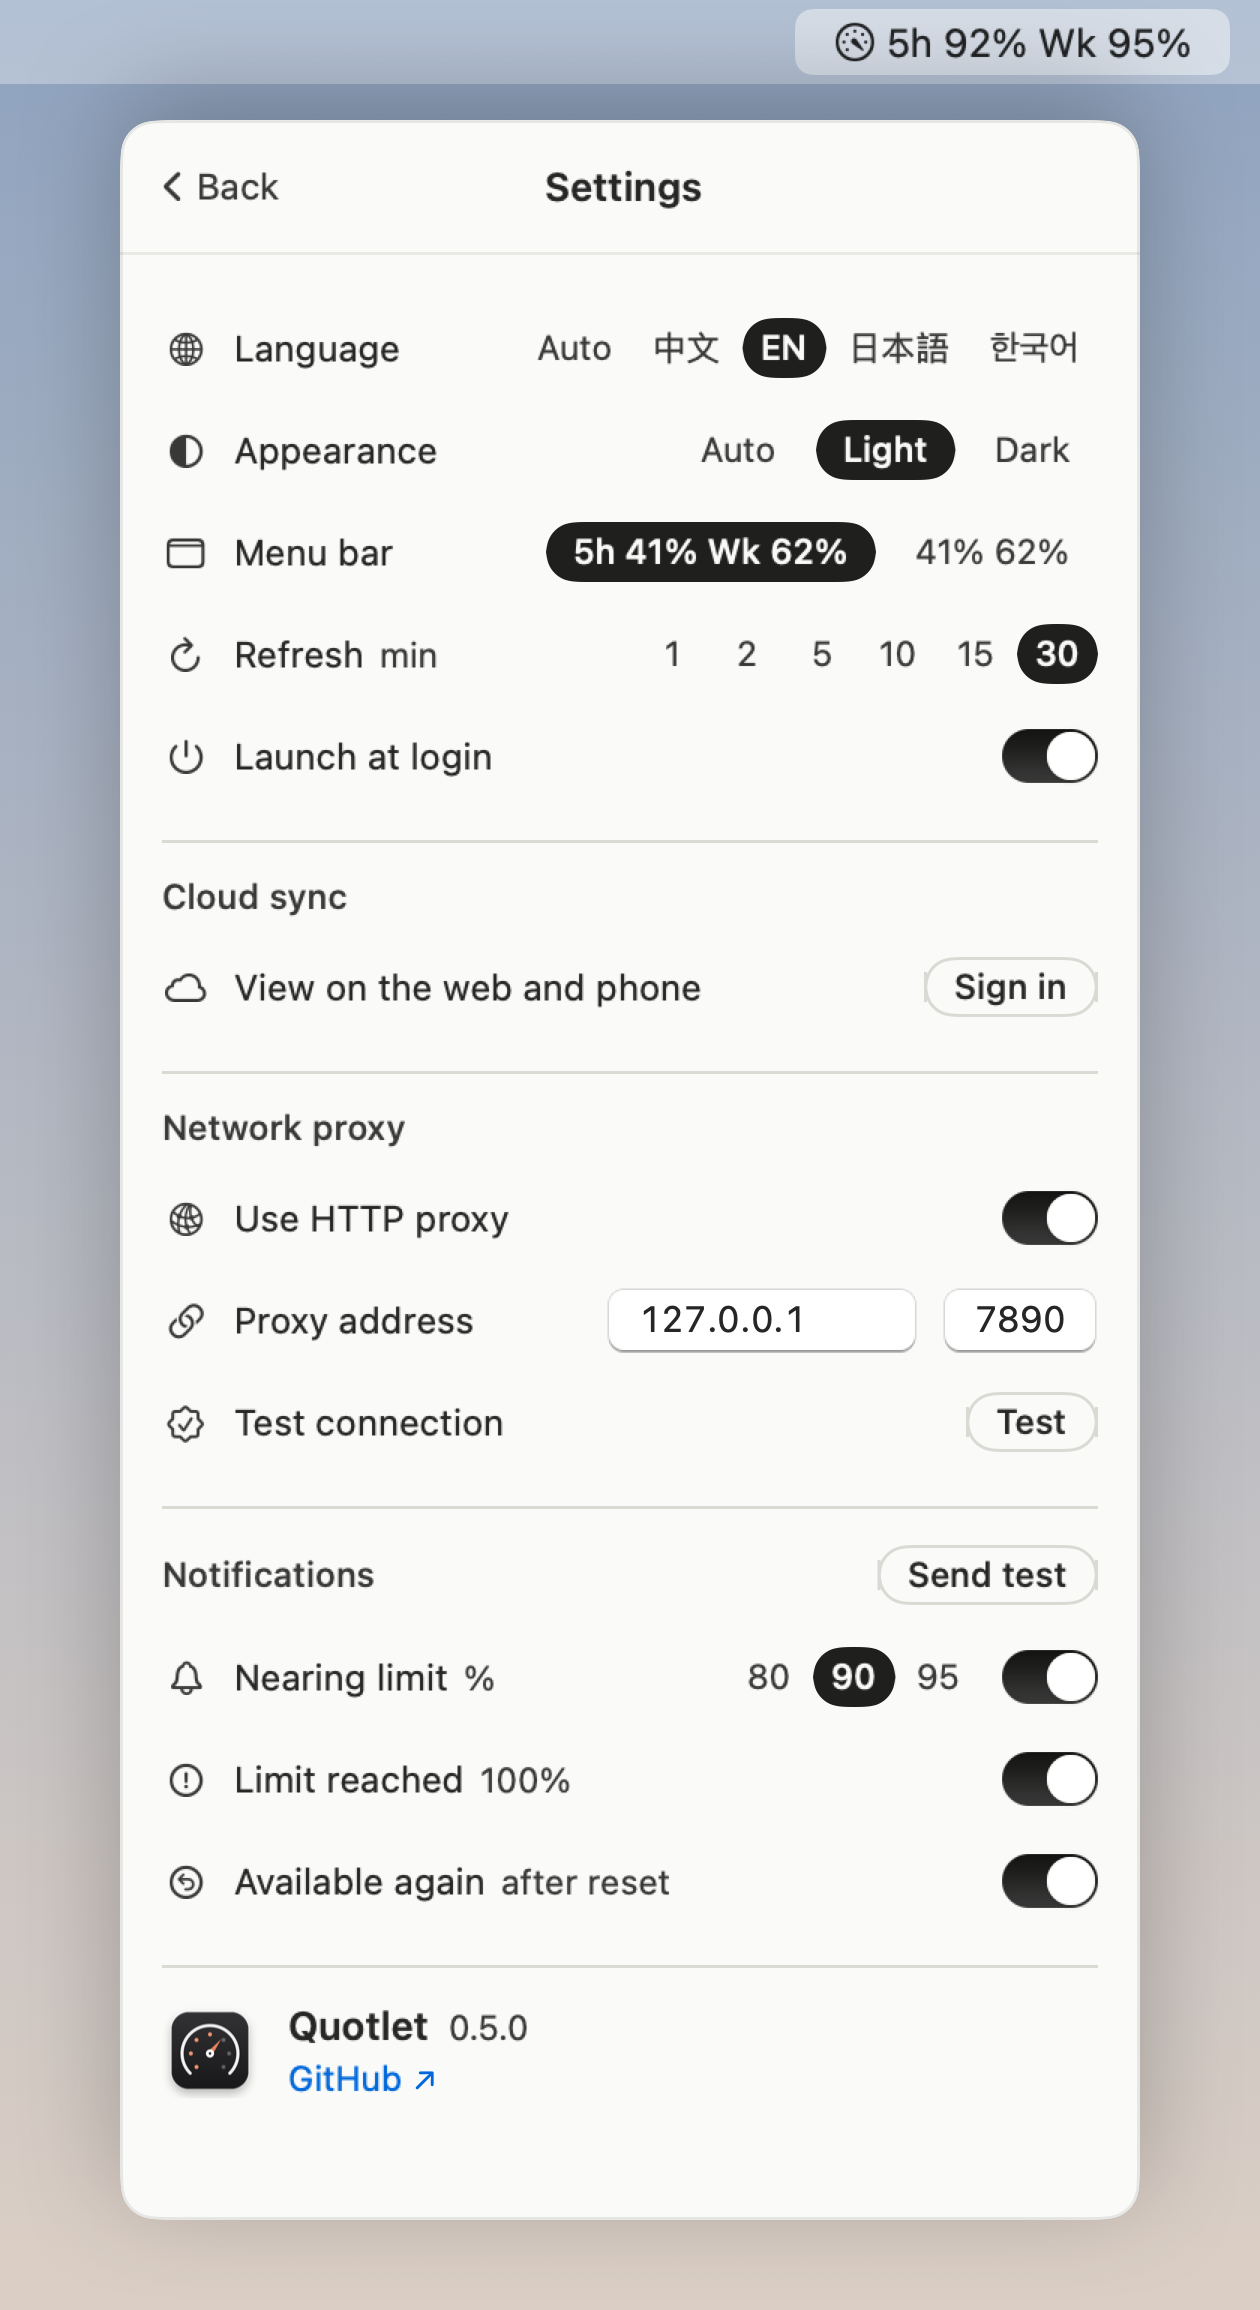 5h 92% Wk 95%
Back
Settings
Language Auto 中文 EN 日本語 한국어
Appearance Auto Light Dark
Menu bar 5h 41% Wk 62% 41% 62%
Refresh min 1 2 5 10 15 30
Launch at login
Cloud sync
View on the web and phone Sign in
Network proxy
Use HTTP proxy
Proxy address 127.0.0.1 7890
Test connection Test
Notifications Send test
Nearing limit % 80 90 95
Limit reached 100%
Available again after reset
Quotlet 0.5.0
GitHub ↗